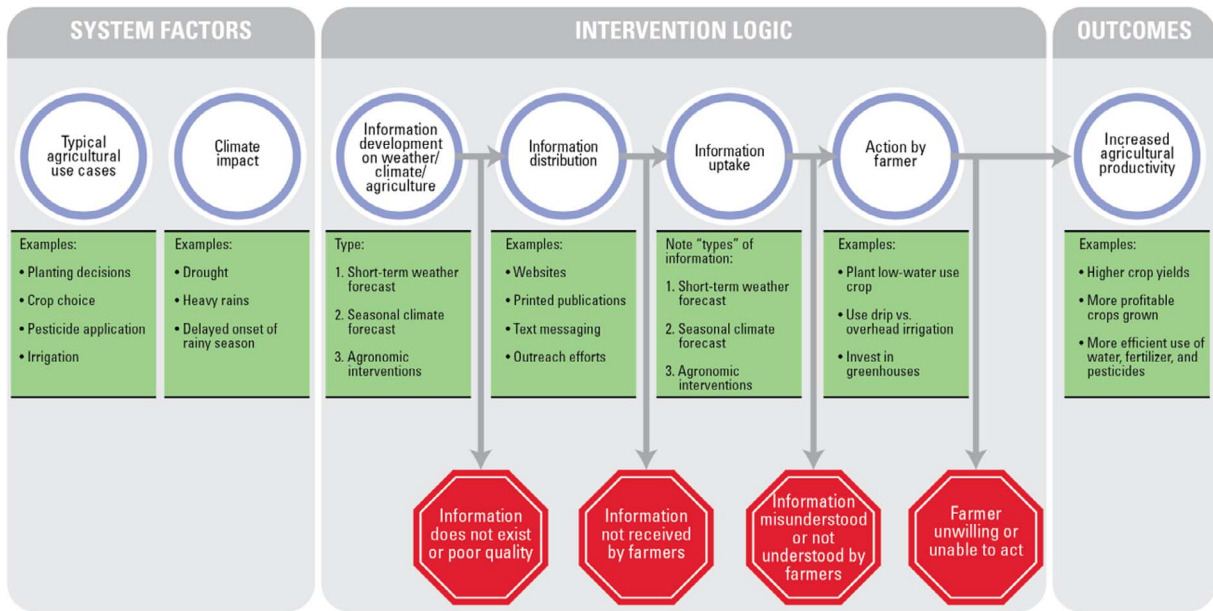 SYSTEM FACTORS
INTERVENTION LOGIC
OUTCOMES
Typical
agricultural
use cases
Climate
impact
Information
development
on weather/
climate/
agriculture
Information
distribution
Information
uptake
Action by
farmer
Increased
agricultural
productivity
Examples:
• Planting decisions
• Crop choice
• Pesticide application
• Irrigation
Examples:
• Drought
• Heavy rains
• Delayed onset of
rainy season
Type:
1. Short-term weather
forecast
2. Seasonal climate
forecast
3. Agronomic
interventions
Examples:
• Websites
• Printed publications
• Text messaging
• Outreach efforts
Note “types” of
information:
1. Short-term weather
forecast
2. Seasonal climate
forecast
3. Agronomic
interventions
Examples:
• Plant low-water use
crop
• Use drip vs.
overhead irrigation
• Invest in
greenhouses
Examples:
• Higher crop yields
• More profitable
crops grown
• More efficient use of
water, fertilizer, and
pesticides
Information
does not exist
or poor quality
Information
not received
by farmers
Information
misunderstood
or not
understood by
farmers
Farmer
unwilling or
unable to act